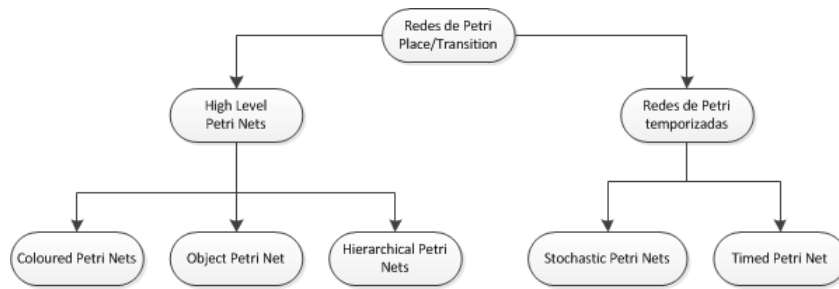 Redes de Petri
Place/Transition
High Level
Petri Nets
Redes de Petri
temporizadas
Coloured Petri Nets
Object Petri Net
Hierarchical Petri
Nets
Stochastic Petri Nets
Timed Petri Net